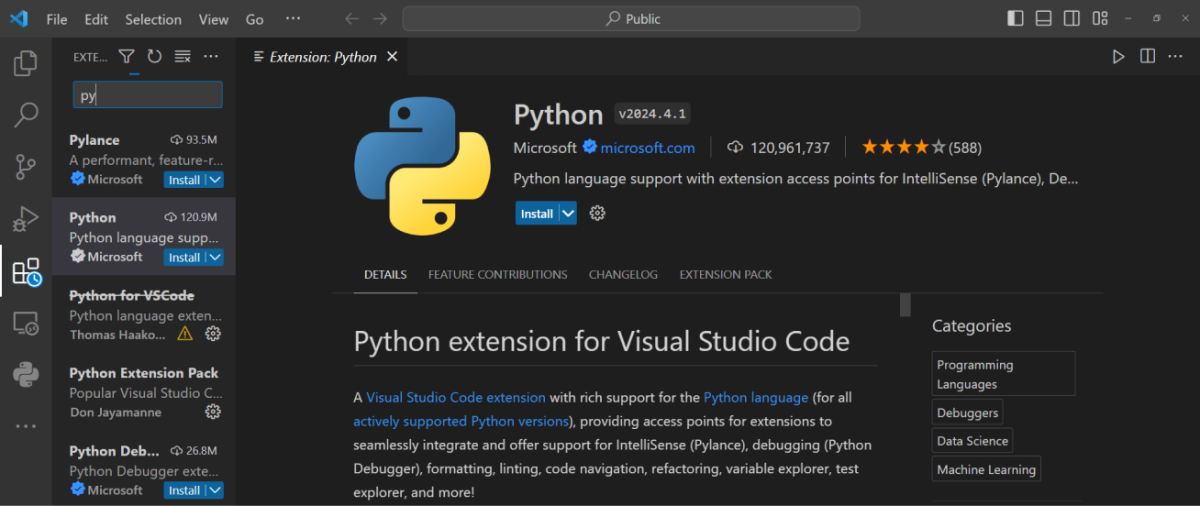 File Edit Selection View Go ···
Public
EXTE...
Extension: Python
py
Pylance 93.5M
A performant, feature-r...
Microsoft Install
Python 120.9M
Python language supp...
Microsoft Install
Python for VSCode
Python language exten...
Thomas Haako...
Python Extension Pack
Popular Visual Studio C...
Don Jayamanne
Python Deb... 26.8M
Python Debugger exte...
Microsoft Install
Python v2024.4.1
Microsoft microsoft.com 120,961,737 (588)
Python language support with extension access points for IntelliSense (Pylance), De...
Install
DETAILS FEATURE CONTRIBUTIONS CHANGELOG EXTENSION PACK
Python extension for Visual Studio Code
A Visual Studio Code extension with rich support for the Python language (for all
actively supported Python versions), providing access points for extensions to
seamlessly integrate and offer support for IntelliSense (Pylance), debugging (Python
Debugger), formatting, linting, code navigation, refactoring, variable explorer, test
explorer, and more!
Categories
Programming
Languages
Debuggers
Data Science
Machine Learning